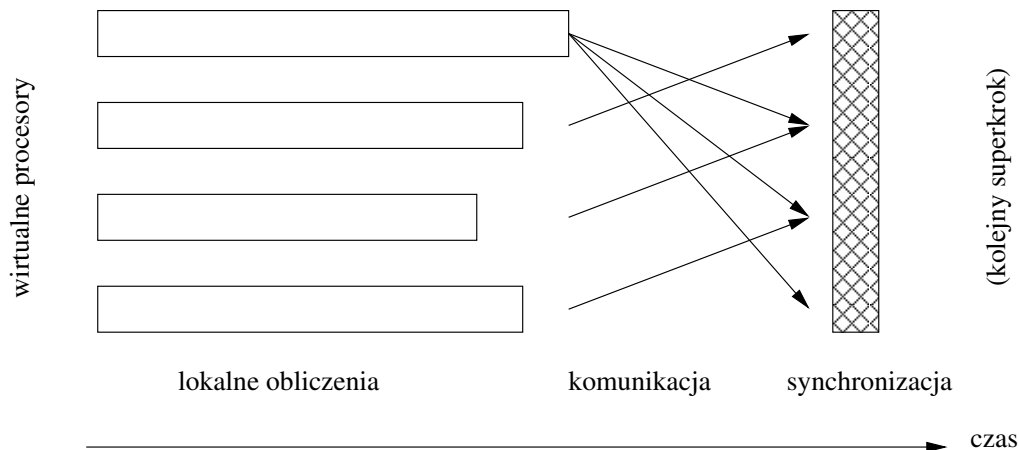 wirtualne procesory
(kolejny superkrok)
lokalne obliczenia
komunikacja
synchronizacja
czas